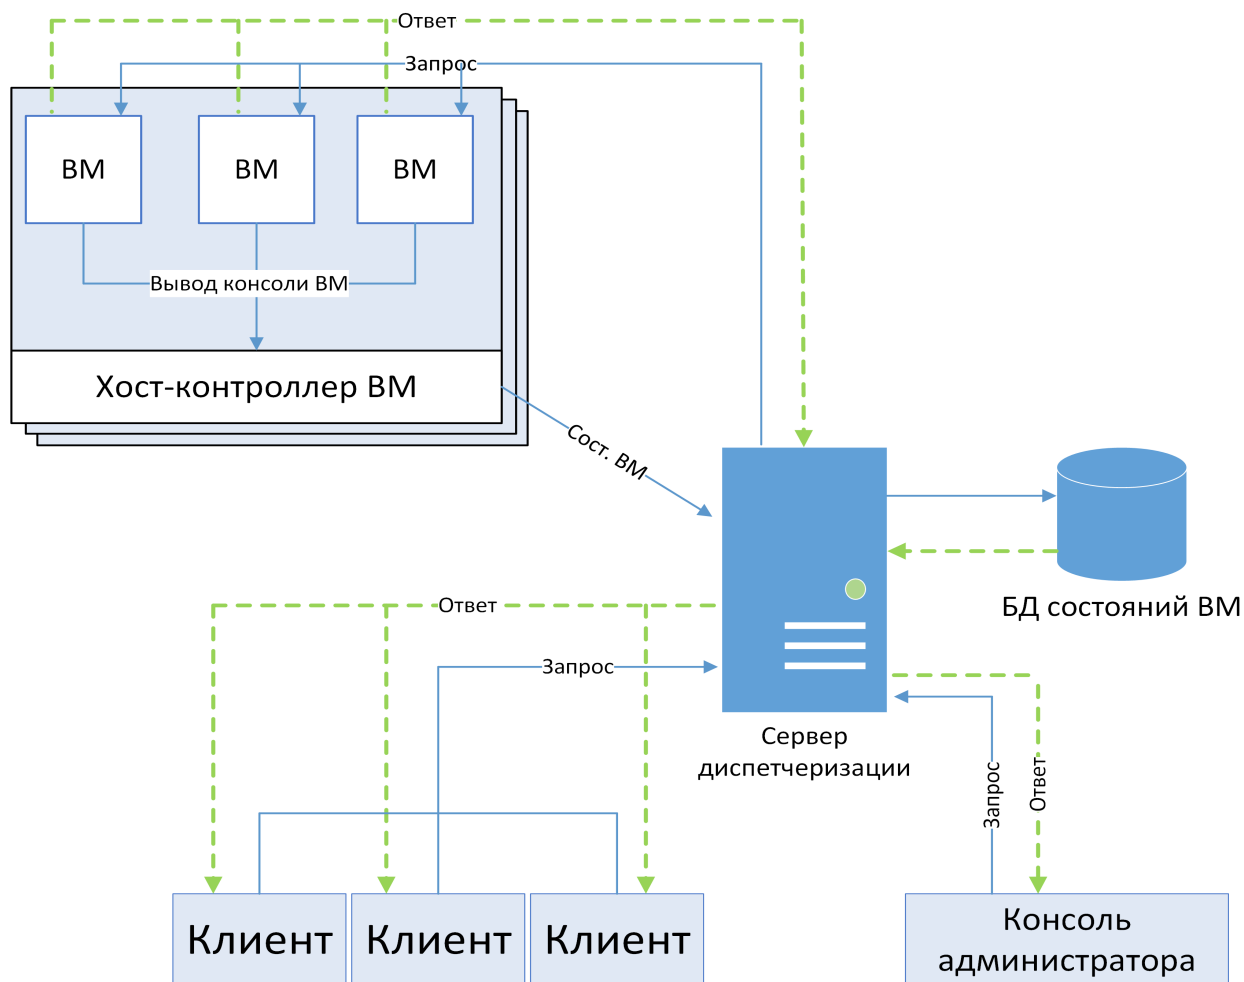 Ответ
Запрос
ВМ
ВМ
ВМ
Вывод консоли ВМ
Хост-контроллер ВМ
Сост. ВМ
БД состояний ВМ
Ответ
Запрос
Сервер
диспетчеризации
Запрос
Ответ
Клиент
Клиент
Клиент
Консоль
администратора